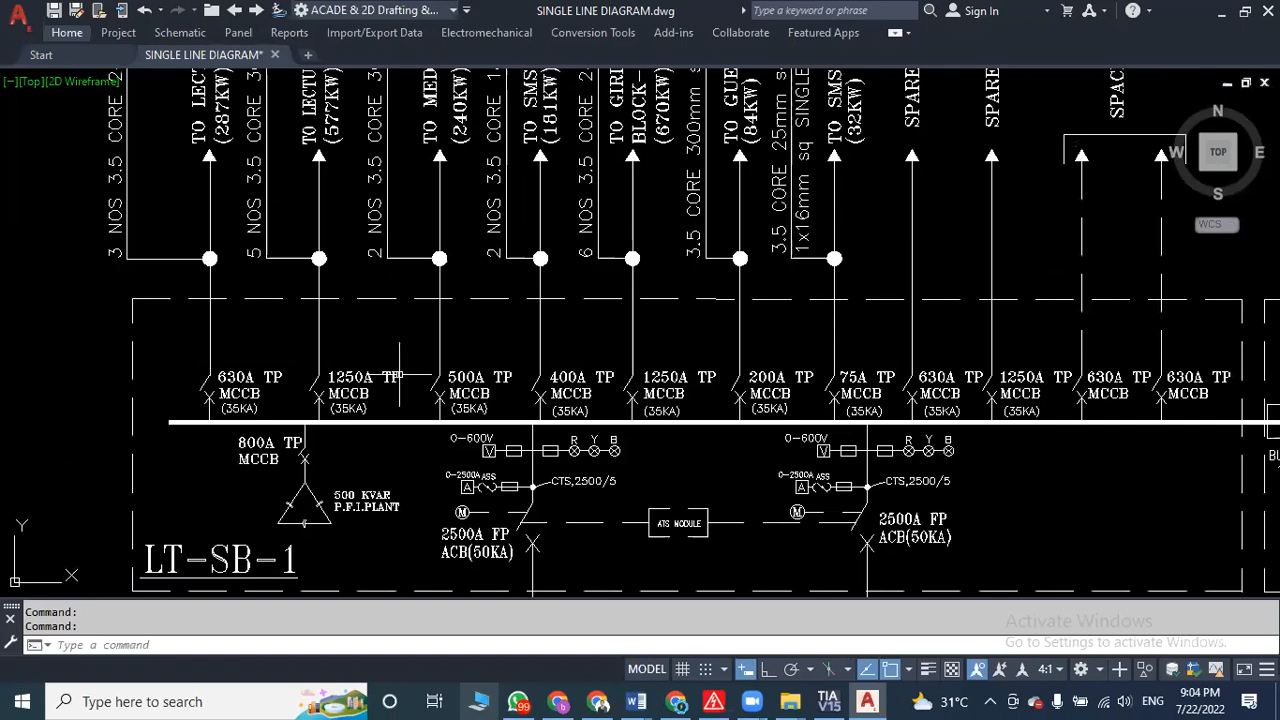 ACADE & 2D Drafting &...
SINGLE LINE DIAGRAM.dwg
Type a keyword or phrase
Sign In
Home
Project
Schematic
Panel
Reports
Import/Export Data
Electromechanical
Conversion Tools
Add-ins
Collaborate
Featured Apps
Start
SINGLE LINE DIAGRAM*
[−][Top][2D Wireframe]
3 NOS 3.5 CORE
TO LECT
(287KW)
5 NOS 3.5 CORE
TO LECTU
(577KW)
2 NOS 3.5 CORE
TO MED
(240KW)
2 NOS 3.5 CORE
TO SMS
(181KW)
6 NOS 3.5 CORE
TO GIRL
BLOCK-
(670KW)
3.5 CORE 300mm s
TO GUE
(84KW)
3.5 CORE 25mm s
1x16mm sq SINGLE
TO SMS
(32KW)
SPARE
SPARE
SPAC
N
W
TOP
E
S
WCS
630A TP
MCCB
(35KA)
1250A TP
MCCB
(35KA)
500A TP
MCCB
(35KA)
400A TP
MCCB
(35KA)
1250A TP
MCCB
(35KA)
200A TP
MCCB
(35KA)
75A TP
MCCB
(35KA)
630A TP
MCCB
(35KA)
1250A TP
MCCB
(35KA)
630A TP
MCCB
630A TP
MCCB
800A TP
MCCB
500 KVAR
P.F.I.PLANT
0-600V
V
R Y B
0-2500A ASS
A
CTS,2500/5
M
2500A FP
ACB(50KA)
ATS MODULE
0-600V
V
R Y B
0-2500A ASS
A
CTS,2500/5
M
2500A FP
ACB(50KA)
BU
LT-SB-1
Y
X
Command:
Command:
Type a command
Activate Windows
Go to Settings to activate Windows.
MODEL
4:1
Type here to search
99
TIA
V15
31°C
ENG
9:04 PM
7/22/2022